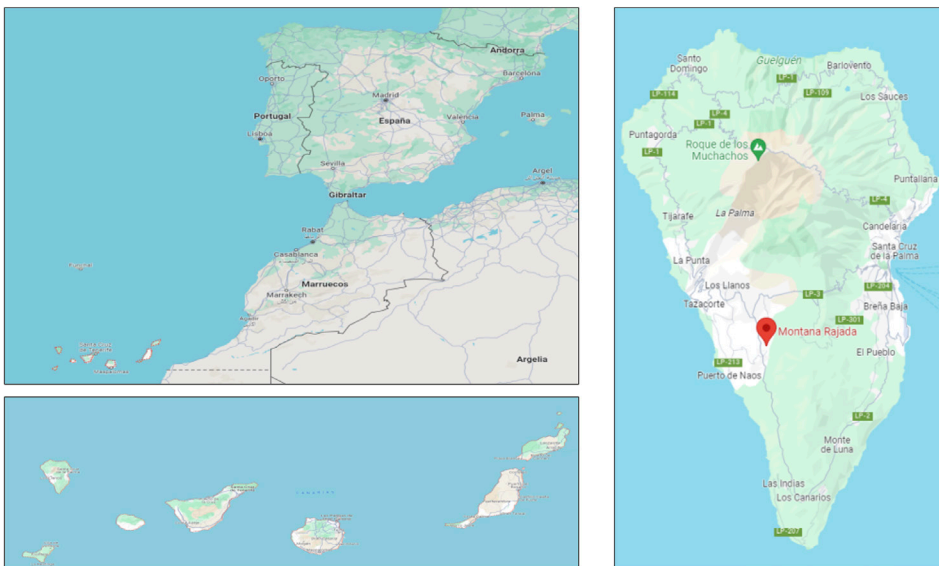 Andorra
Oporto
Barcelona
Portugal
Madrid
España
Valencia
Palma
Lisboa
Sevilla
Argel
Gibraltar
Rabat
Casablanca
Marruecos
Marrakech
Agadir
Argelia
Santo
Domingo
Guelguen
Barlovento
LP-1
LP-114
LP-109
Los Sauces
LP-4
LP-1
Puntagorda
LP-1
Roque de los
Muchachos
Puntallana
LP-4
La Palma
Tijarafe
Candelaria
Santa Cruz
de la Palma
La Punta
Los Llanos
LP-204
LP-3
Tazacorte
Breña Baja
LP-301
Montana Rajada
El Pueblo
LP-213
Puerto de Naos
LP-2
Monte
de Luna
Las Indias
Los Canarios
LP-207